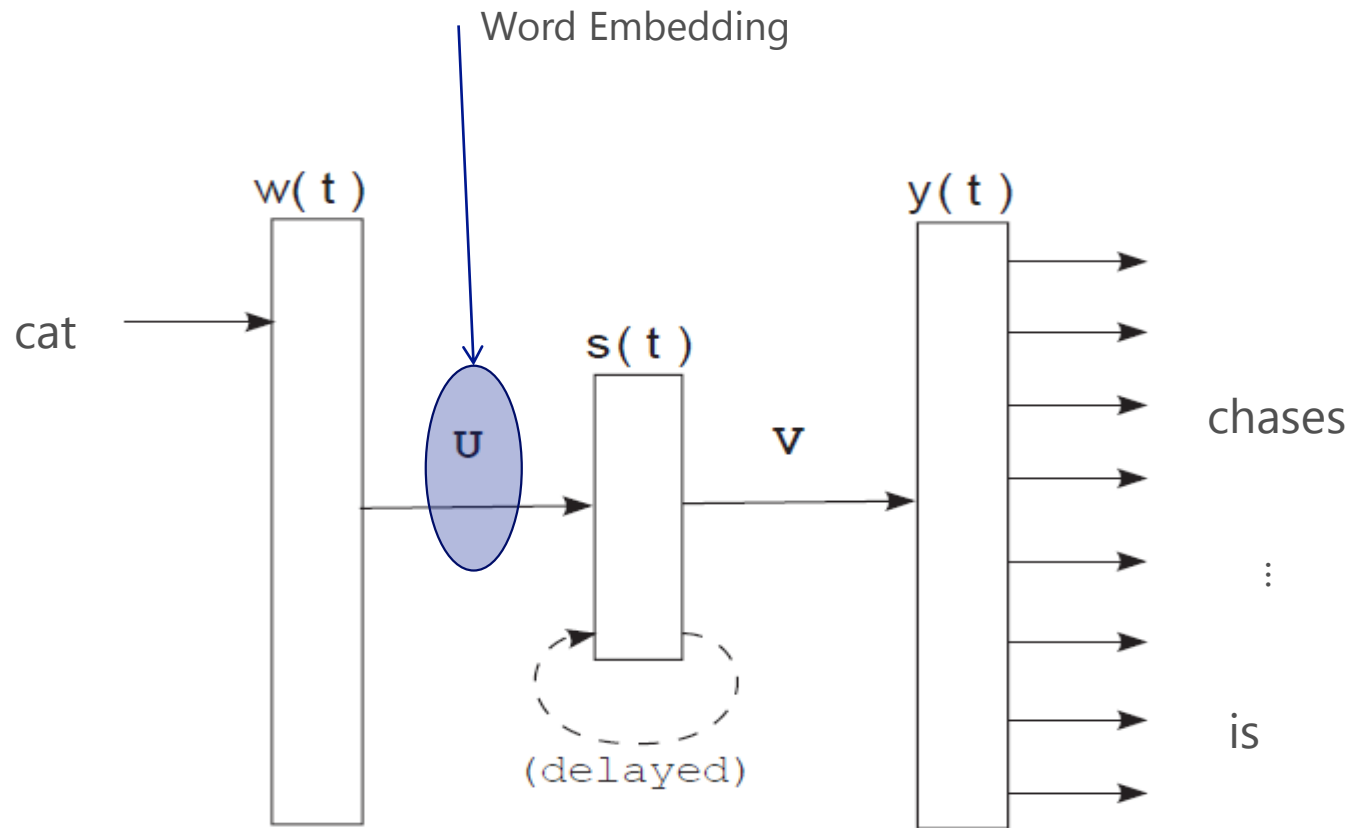 Word Embedding
w(t)
y(t)
cat
s(t)
U
V
chases
⋮
is
(delayed)